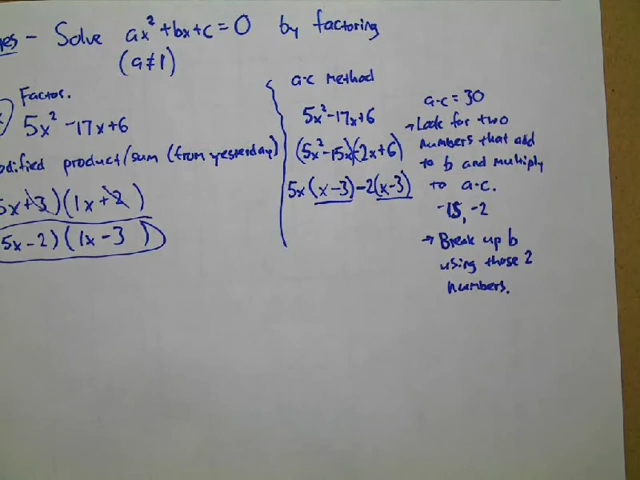 – Solve ax² + bx + c = 0 by factoring
(a ≠ 1)
Factor.
5x² - 17x + 6
odified product/sum (from yesterday)
5x + 3)(1x + 2)
5x - 2)(1x - 3)
a·c method
5x² - 17x + 6
(5x² - 15x)(-2x + 6)
5x(x - 3) - 2(x - 3)
a·c = 30
→ Look for two
numbers that add
to b and multiply
to a·c.
-15, -2
→ Break up b
using those 2
numbers.